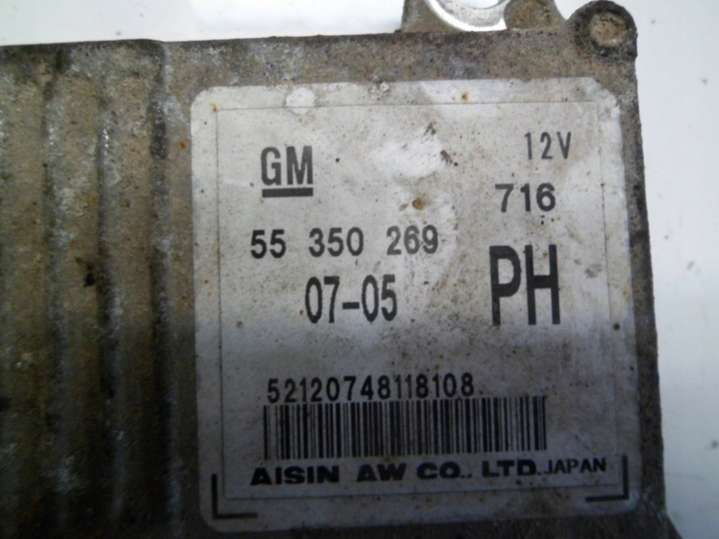 GM 12V
716
55 350 269
07-05 PH
52120748118108
AISIN AW CO., LTD. JAPAN